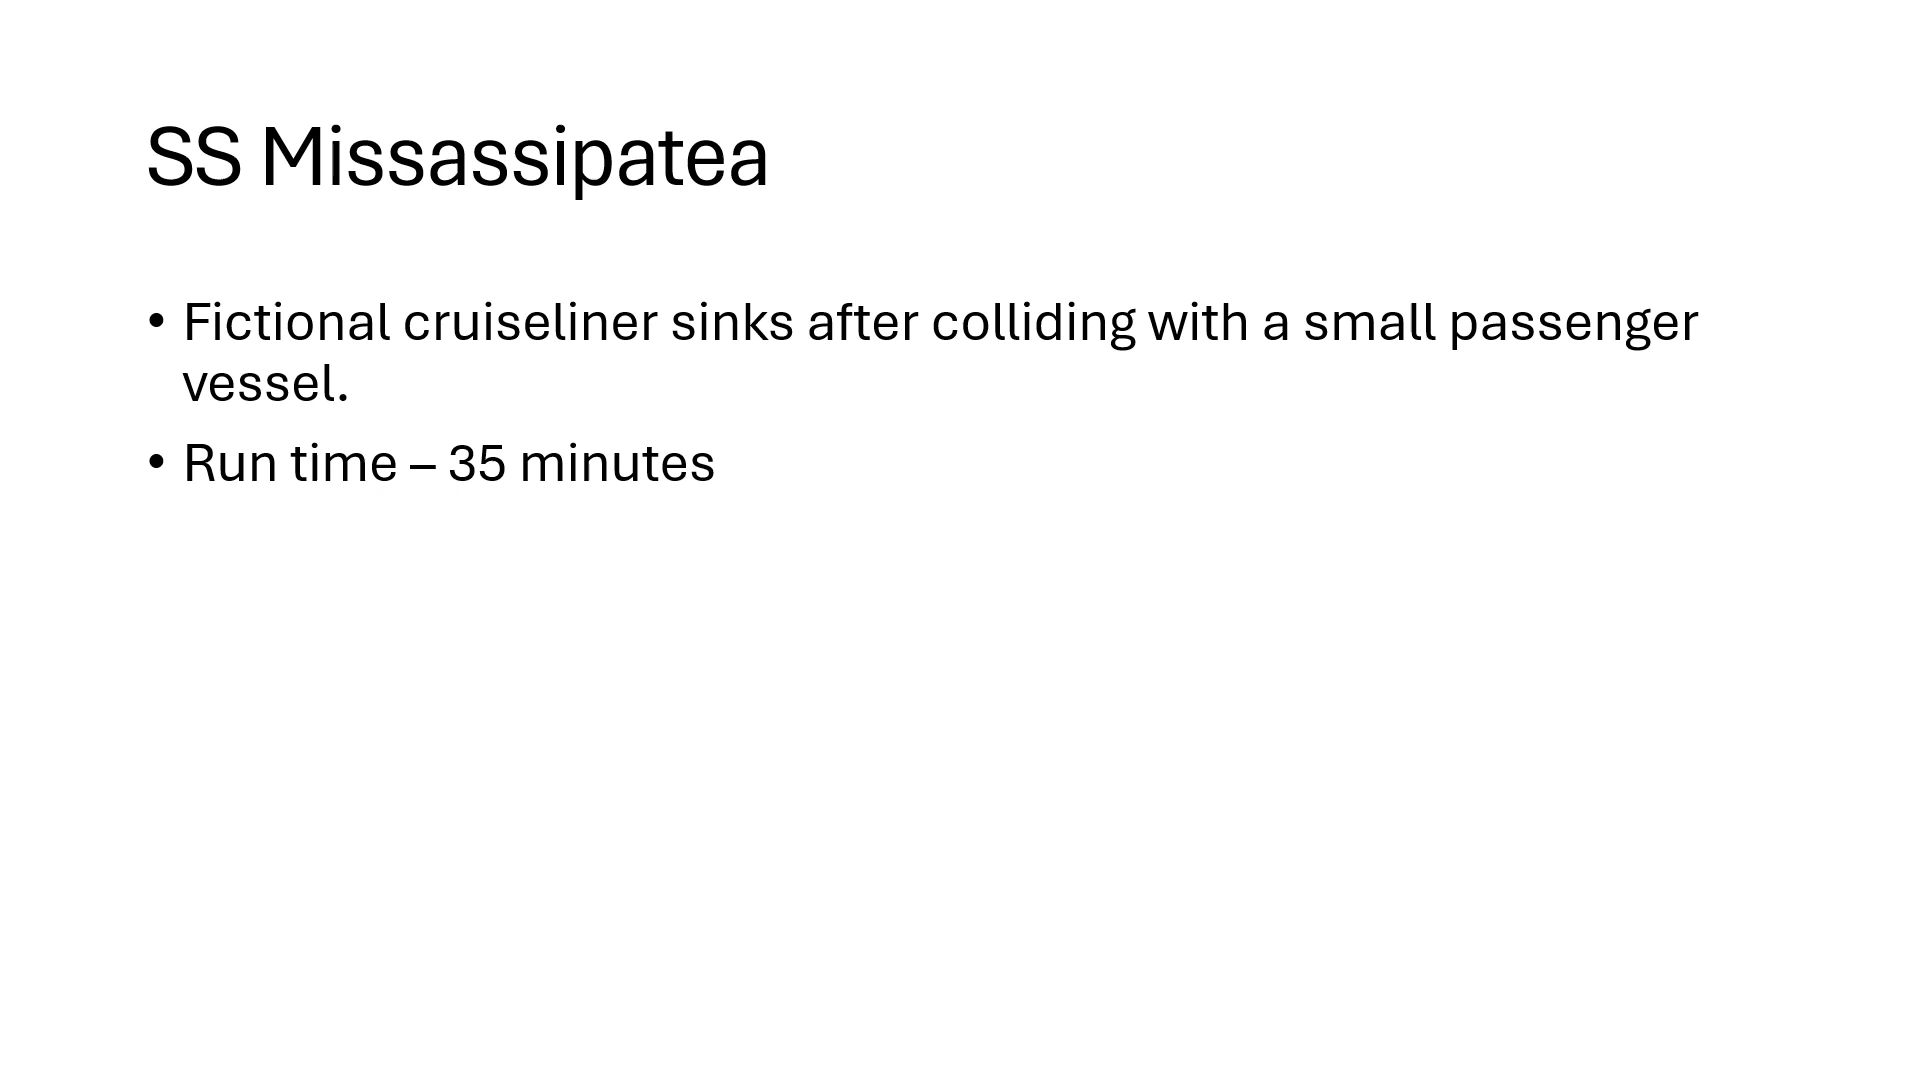 SS Missassipatea
• Fictional cruiseliner sinks after colliding with a small passenger
vessel.
• Run time – 35 minutes